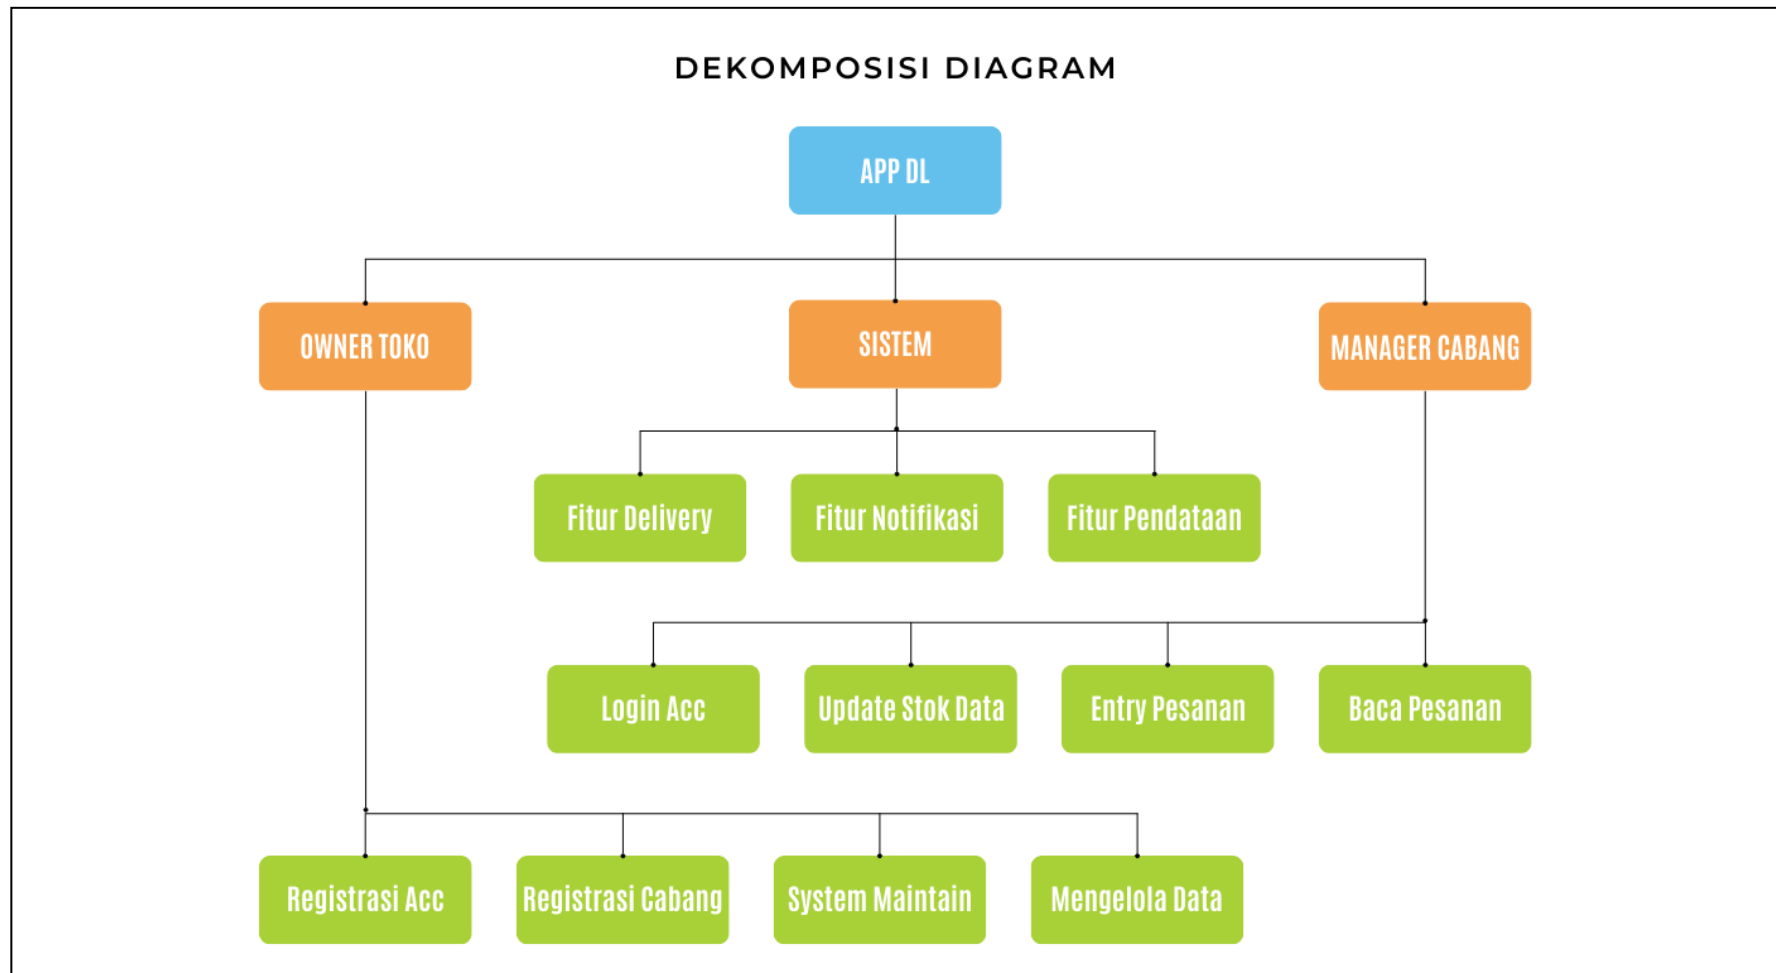 DEKOMPOSISI DIAGRAM
APP DL
OWNER TOKO
SISTEM
MANAGER CABANG
Fitur Delivery
Fitur Notifikasi
Fitur Pendataan
Login Acc
Update Stok Data
Entry Pesanan
Baca Pesanan
Registrasi Acc
Registrasi Cabang
System Maintain
Mengelola Data